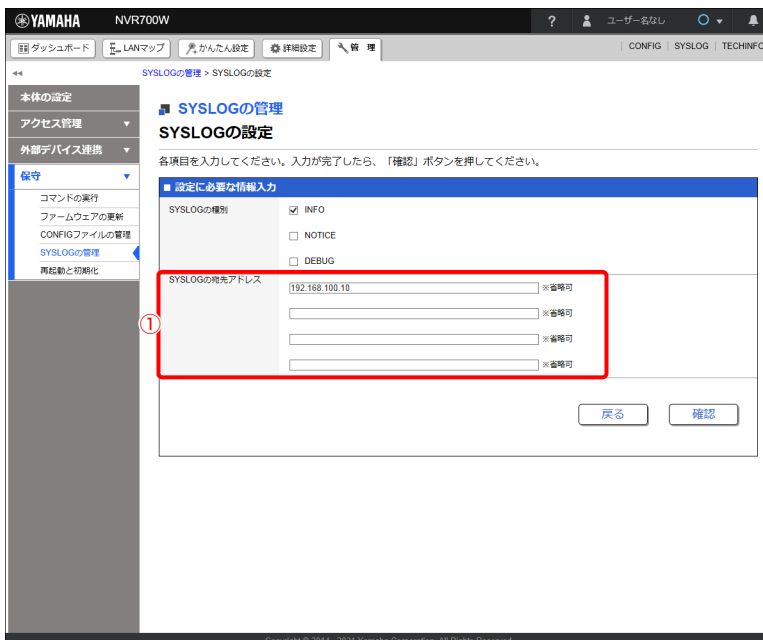 YAMAHA NVR700W ? ユーザー名なし
ダッシュボード LANマップ かんたん設定 詳細設定 管 理 CONFIG SYSLOG TECHINFO
SYSLOGの管理 > SYSLOGの設定
本体の設定
アクセス管理
外部デバイス連携
保守
コマンドの実行
ファームウェアの更新
CONFIGファイルの管理
SYSLOGの管理
再起動と初期化
SYSLOGの管理
SYSLOGの設定
各項目を入力してください。入力が完了したら、「確認」ボタンを押してください。
■ 設定に必要な情報入力
SYSLOGの種別 INFO
NOTICE
DEBUG
SYSLOGの宛先アドレス
192.168.100.10 ※省略可
※省略可
①
※省略可
※省略可
戻る 確認
Copyright © 2014 - 2021 Yamaha Corporation. All Rights Reserved.